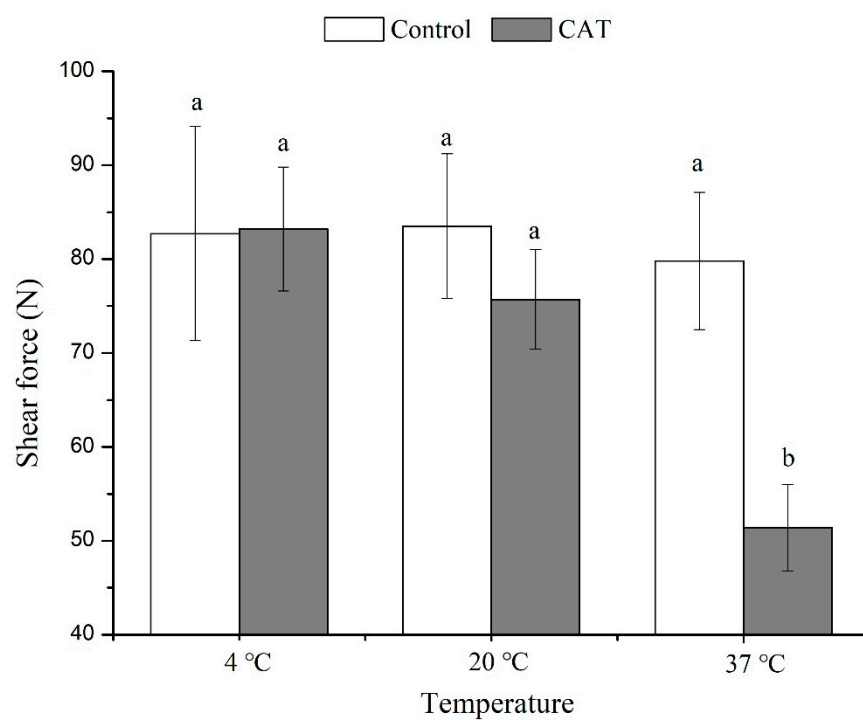 Control CAT
100
90
80
70
60
50
40
a a a a a b
4 ℃ 20 ℃ 37 ℃
Shear force (N)
Temperature